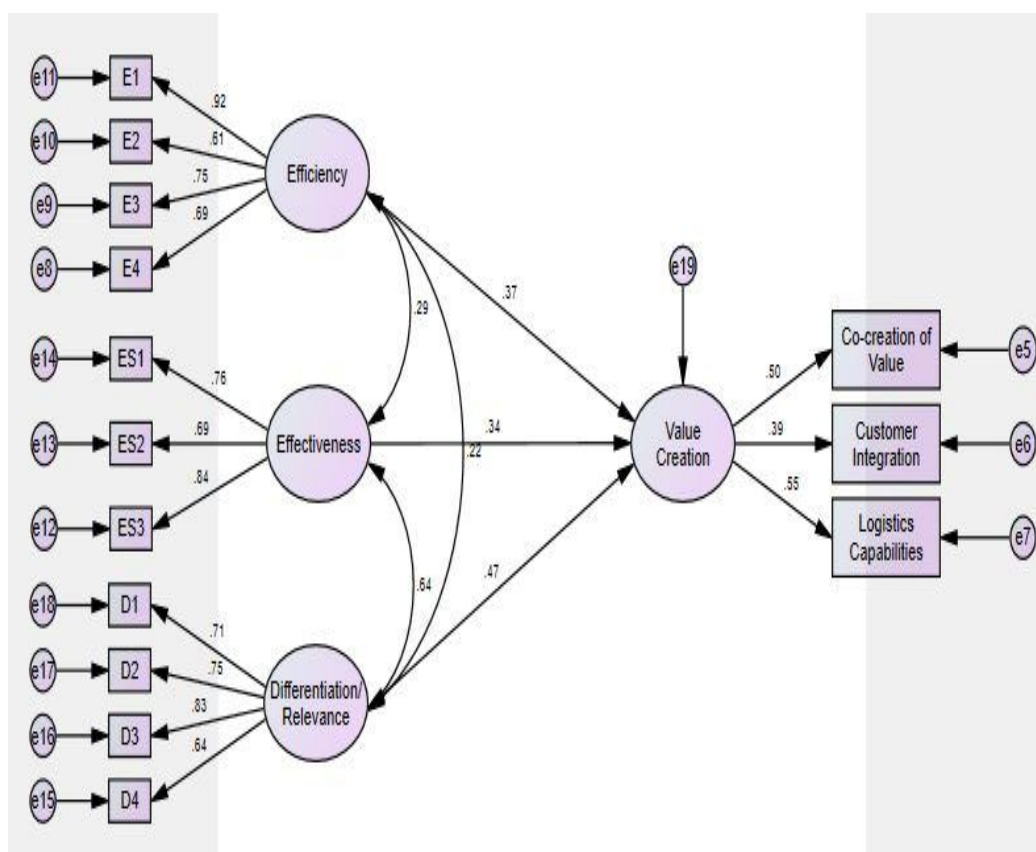 e11
E1
.92
e10
E2
.61
e9
E3
.75
e8
E4
.69
Efficiency
.29
.37
e19
e14
ES1
.76
e13
ES2
.69
e12
ES3
.84
Effectiveness
.34
.22
.64
Value
Creation
.50
Co-creation of
Value
e5
.39
Customer
Integration
e6
.55
Logistics
Capabilities
e7
e18
D1
.71
e17
D2
.75
e16
D3
.83
e15
D4
.64
Differentiation/
Relevance
.47